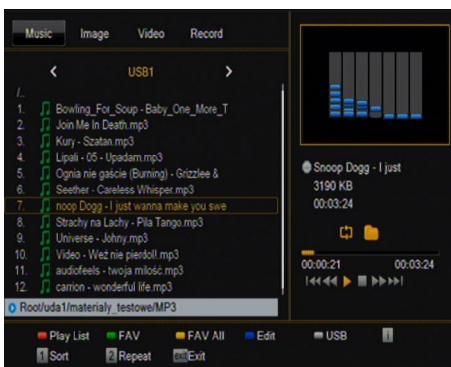 Music Image Video Record
USB1
/..
1. Bowling_For_Soup - Baby_One_More_T
2. Join Me In Death.mp3
3. Kury - Szatan.mp3
4. Lipali - 05 - Upadam.mp3
5. Ognia nie gaście (Burning) - Grizzlee &
6. Seether - Careless Whisper.mp3
7. noop Dogg - I just wanna make you swe
8. Strachy na Lachy - Piła Tango.mp3
9. Universe - Johny.mp3
10. Video - Weź nie pierdoll.mp3
11. audiofeels - twoja miłość.mp3
12. carrion - wonderful life.mp3
Root/uda1/materialy_testowe/MP3
Snoop Dogg - I just
3190 KB
00:03:24
00:00:21 00:03:24
Play List FAV FAV All Edit USB i
1 Sort 2 Repeat exit Exit